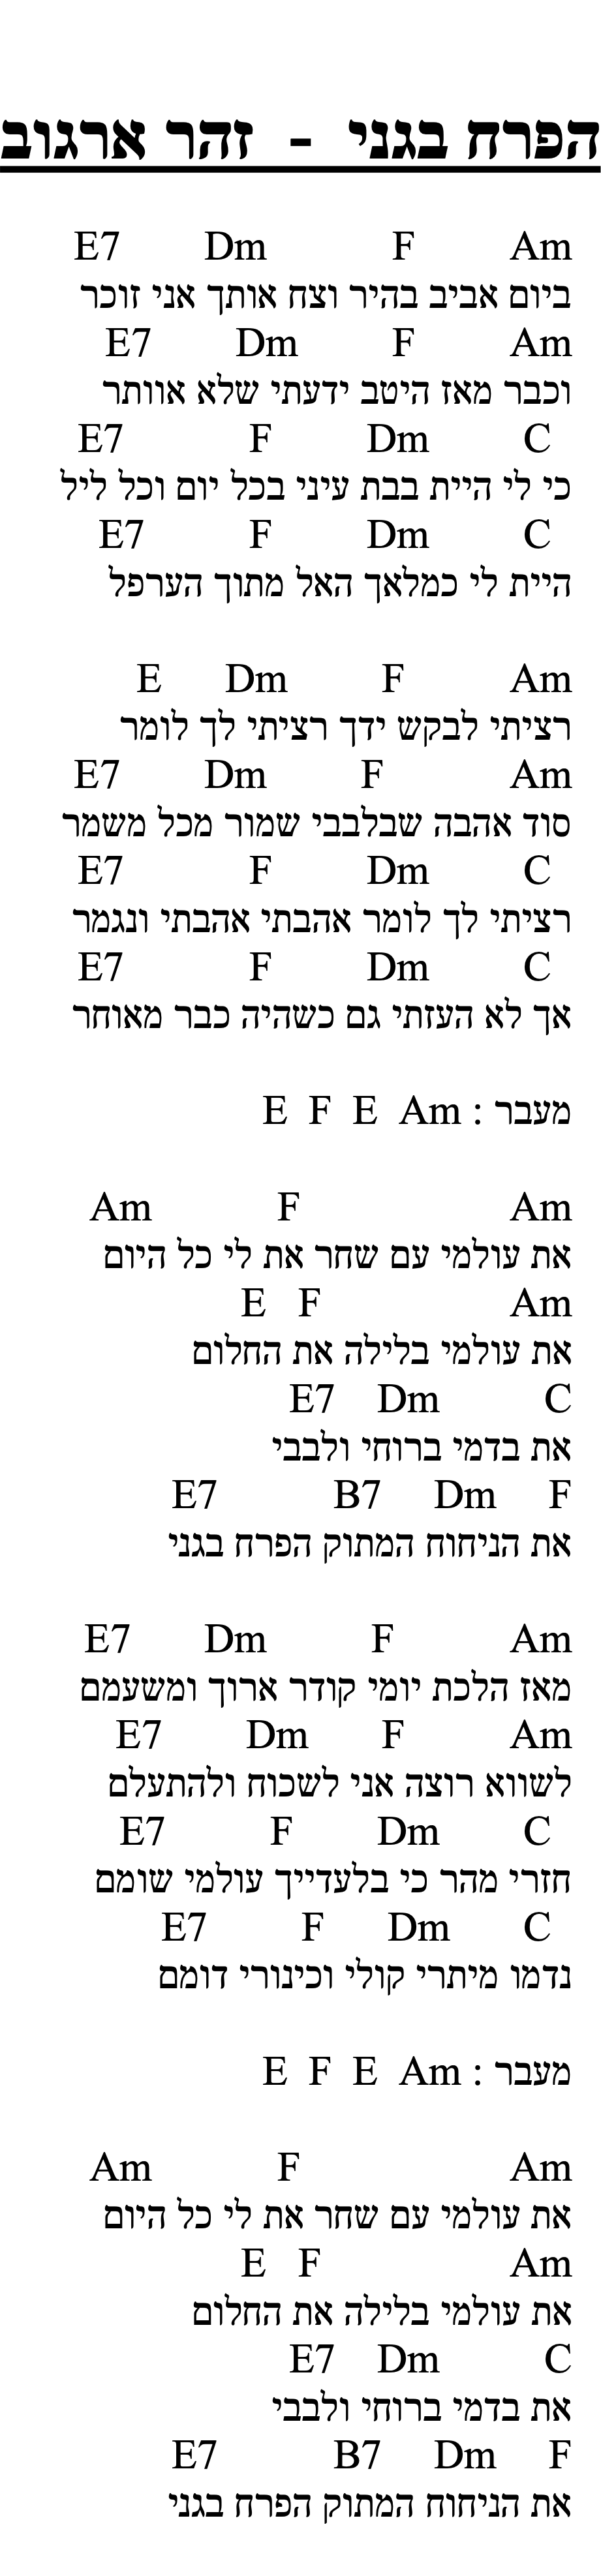 הפרח בגני - זהר ארגוב
E7 Dm F Am
ביום אביב בהיר וצח אותך אני זוכר
E7 Dm F Am
וכבר מאז היטב ידעתי שלא אוותר
E7 F Dm C
כי לי היית בבת עיני בכל יום וכל ליל
E7 F Dm C
היית לי כמלאך האל מתוך הערפל
E Dm F Am
רציתי לבקש ידך רציתי לך לומר
E7 Dm F Am
סוד אהבה שבלבבי שמור מכל משמר
E7 F Dm C
רציתי לך לומר אהבתי אהבתי ונגמר
E7 F Dm C
אך לא העזתי גם כשהיה כבר מאוחר
מעבר : E F E Am
Am F Am
את עולמי עם שחר את לי כל היום
E F Am
את עולמי בלילה את החלום
E7 Dm C
את בדמי ברוחי ולבבי
E7 B7 Dm F
את הניחוח המתוק הפרח בגני
E7 Dm F Am
מאז הלכת יומי קודר ארוך ומשעמם
E7 Dm F Am
לשווא רוצה אני לשכוח ולהתעלם
E7 F Dm C
חזרי מהר כי בלעדייך עולמי שומם
E7 F Dm C
נדמו מיתרי קולי וכינורי דומם
מעבר : E F E Am
Am F Am
את עולמי עם שחר את לי כל היום
E F Am
את עולמי בלילה את החלום
E7 Dm C
את בדמי ברוחי ולבבי
E7 B7 Dm F
את הניחוח המתוק הפרח בגני